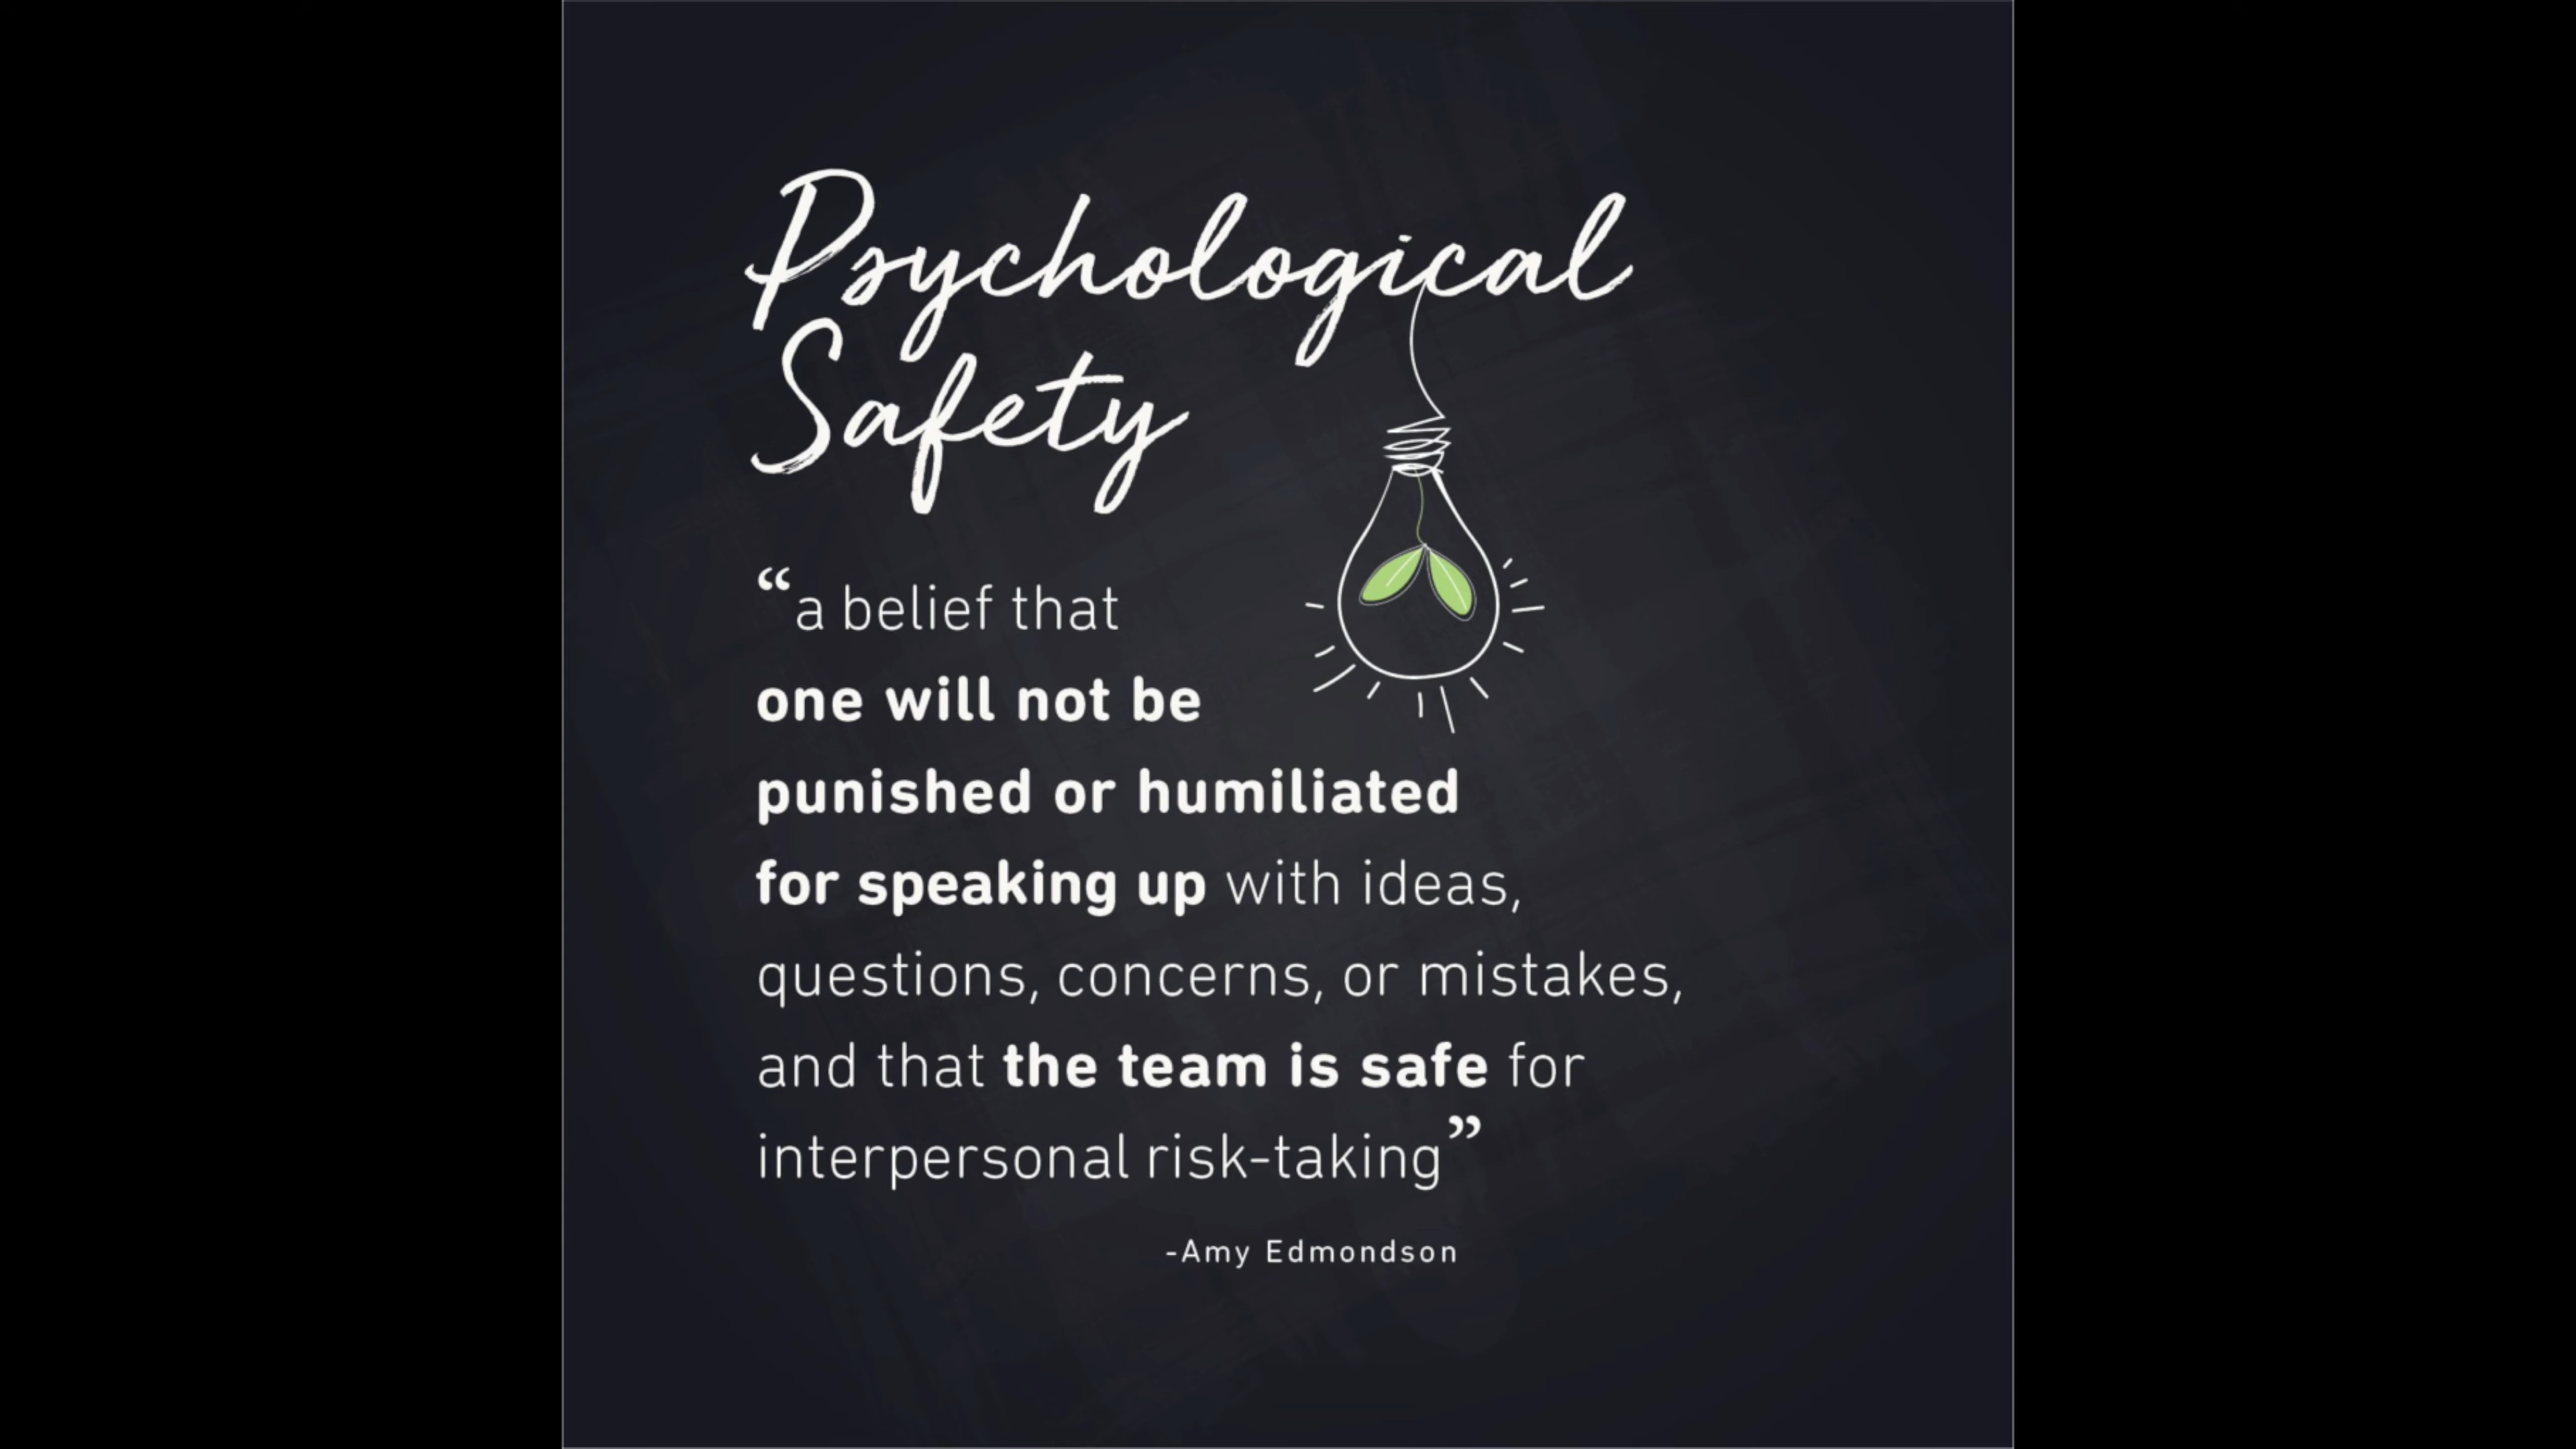 Psychological
Safety
“a belief that
one will not be
punished or humiliated
for speaking up with ideas,
questions, concerns, or mistakes,
and that the team is safe for
interpersonal risk-taking”
-Amy Edmondson